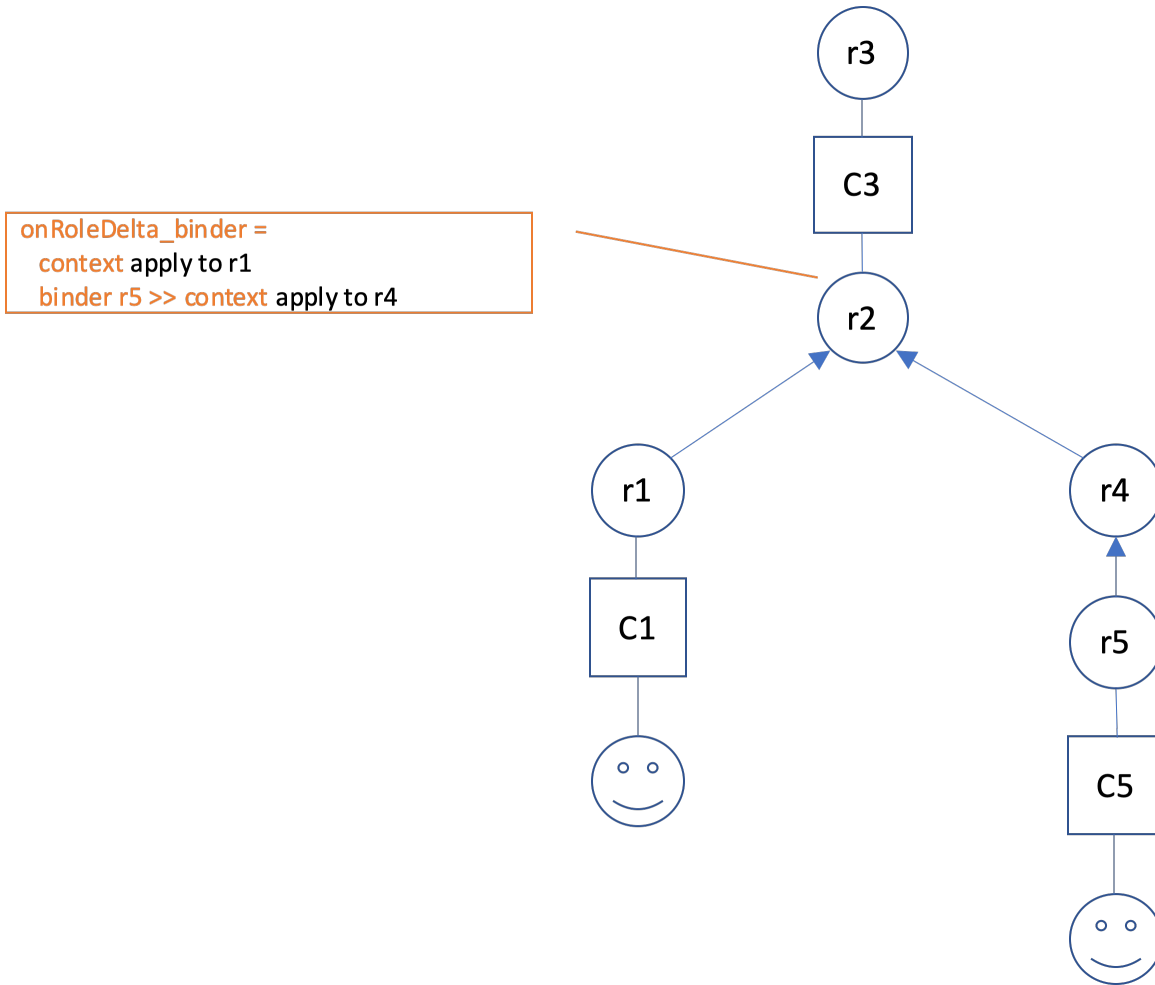 r3
C3
onRoleDelta_binder =
context apply to r1
binder r5 >> context apply to r4
r2
r1
r4
C1
r5
C5